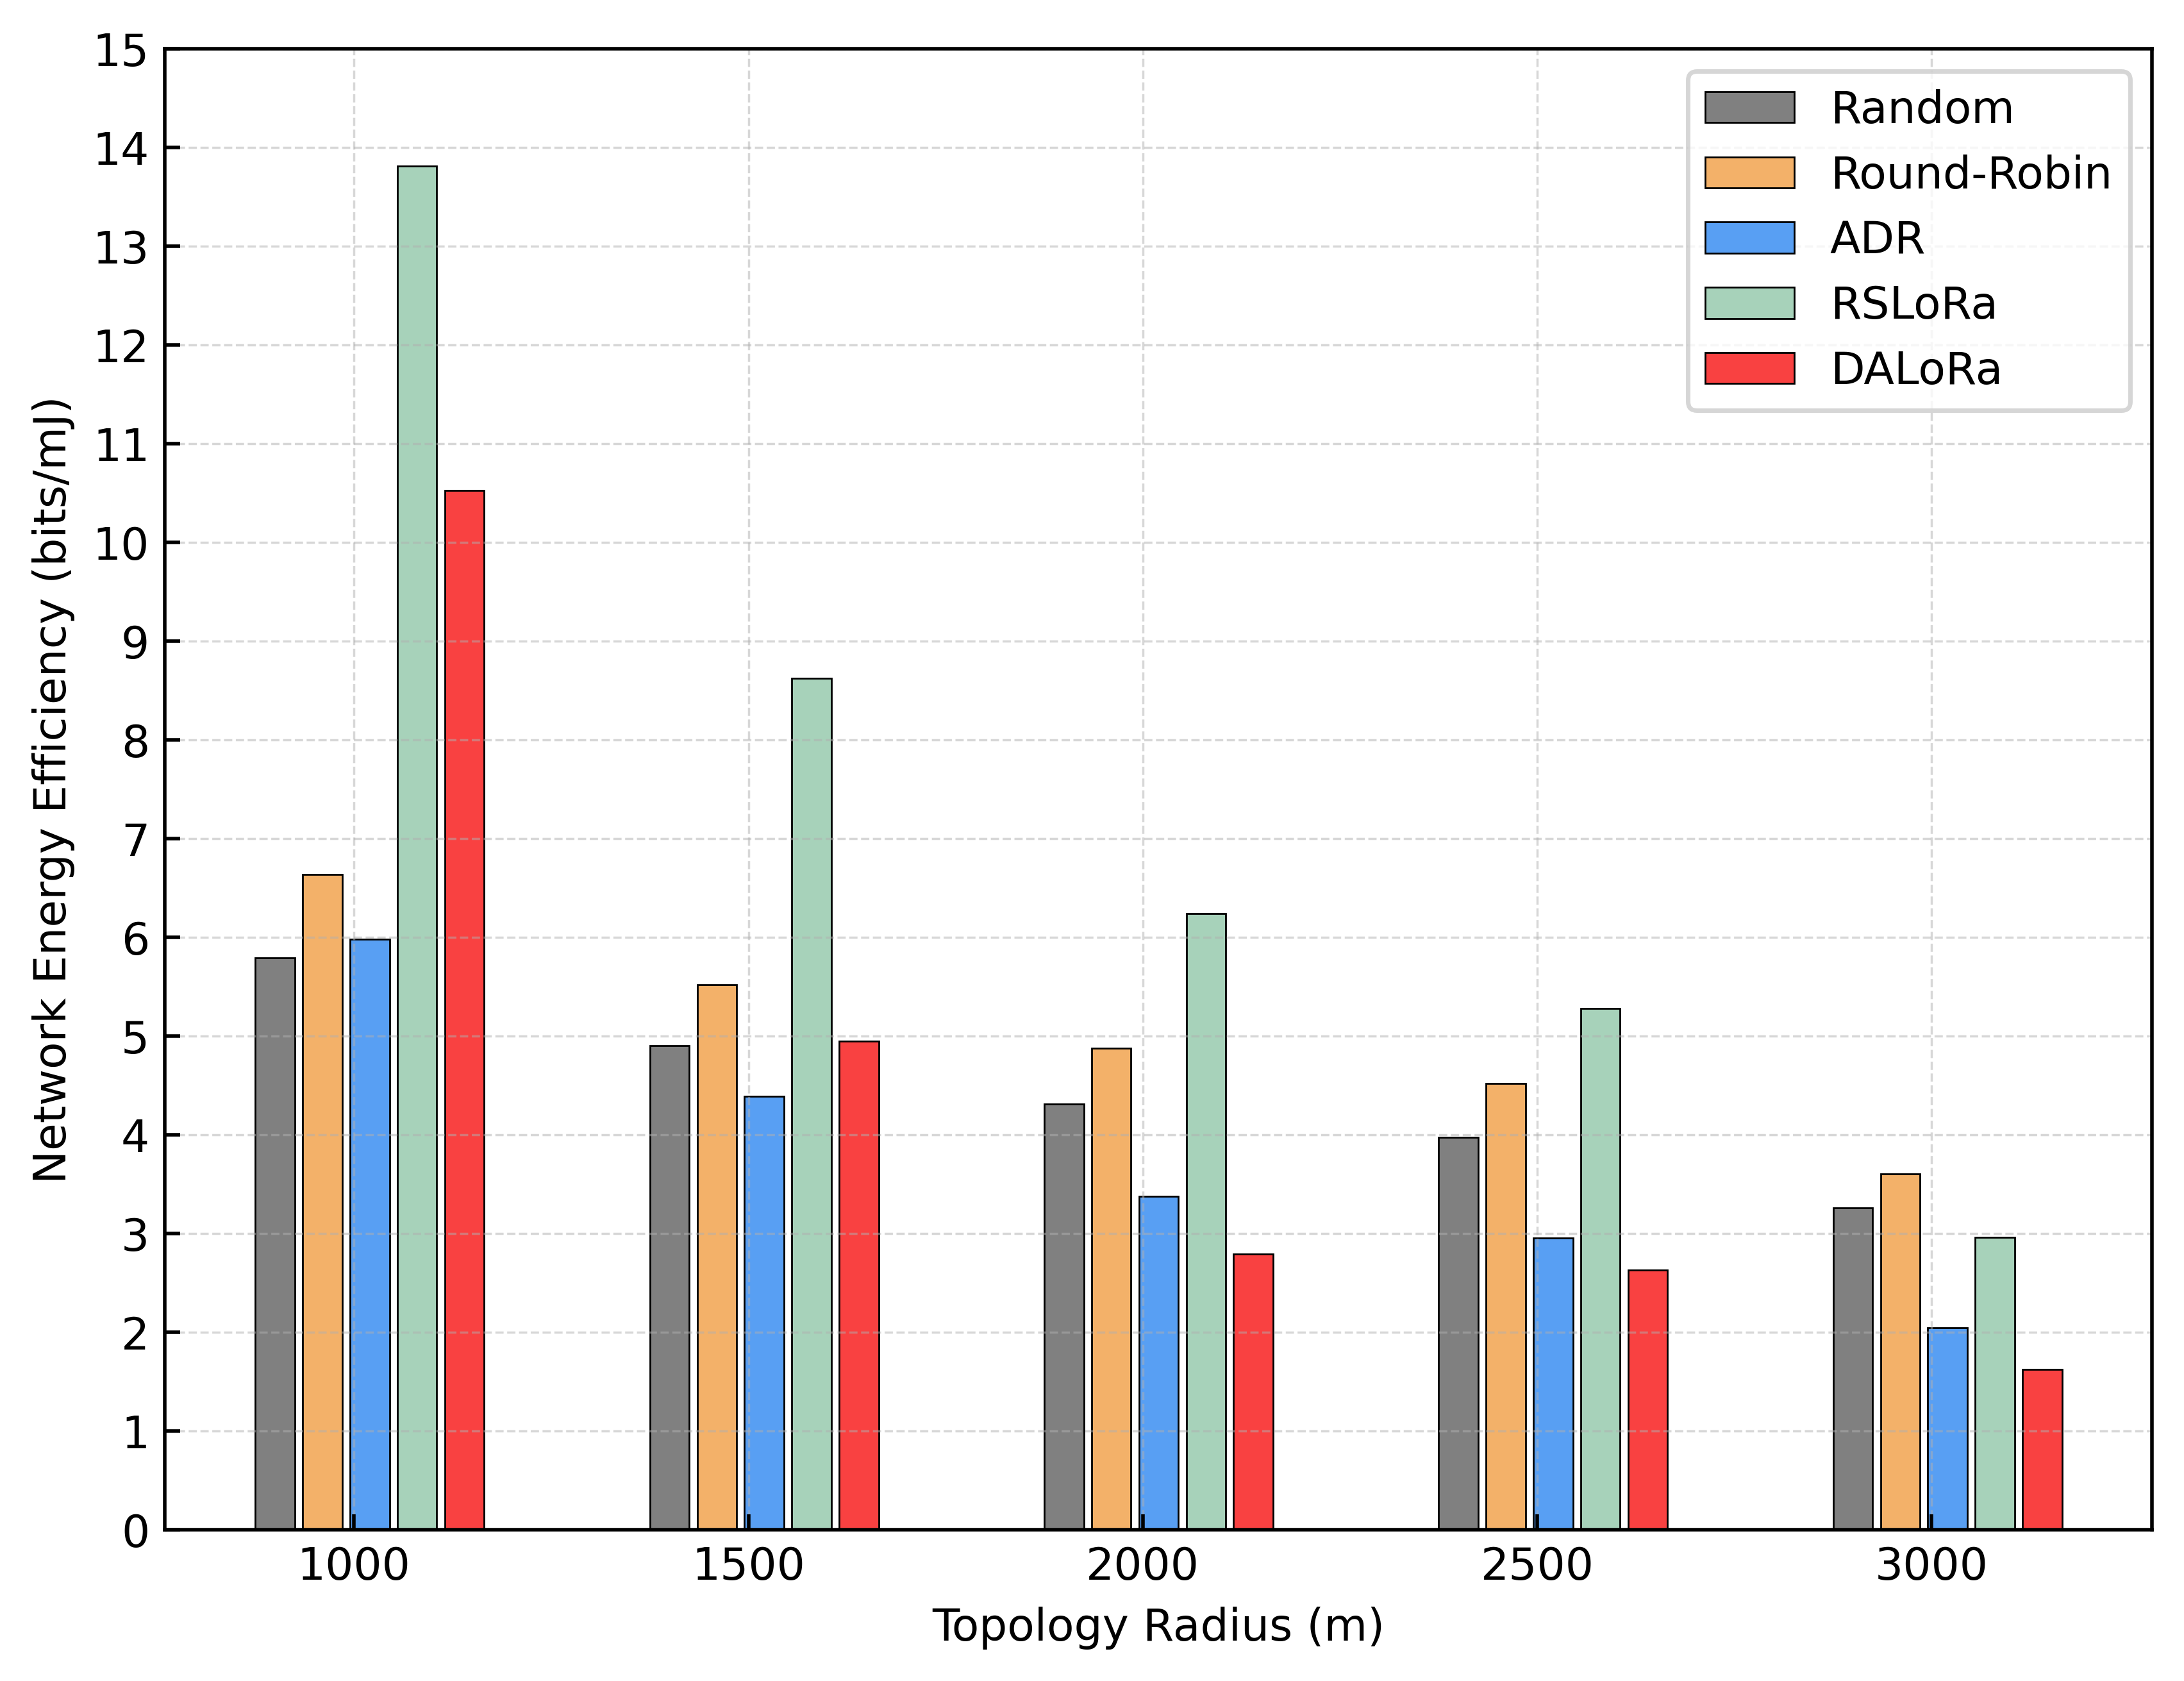 15
14
13
12
11
10
9
8
7
6
5
4
3
2
1
0
Network Energy Efficiency (bits/mJ)
Random
Round-Robin
ADR
RSLoRa
DALoRa
1000 1500 2000 2500 3000
Topology Radius (m)